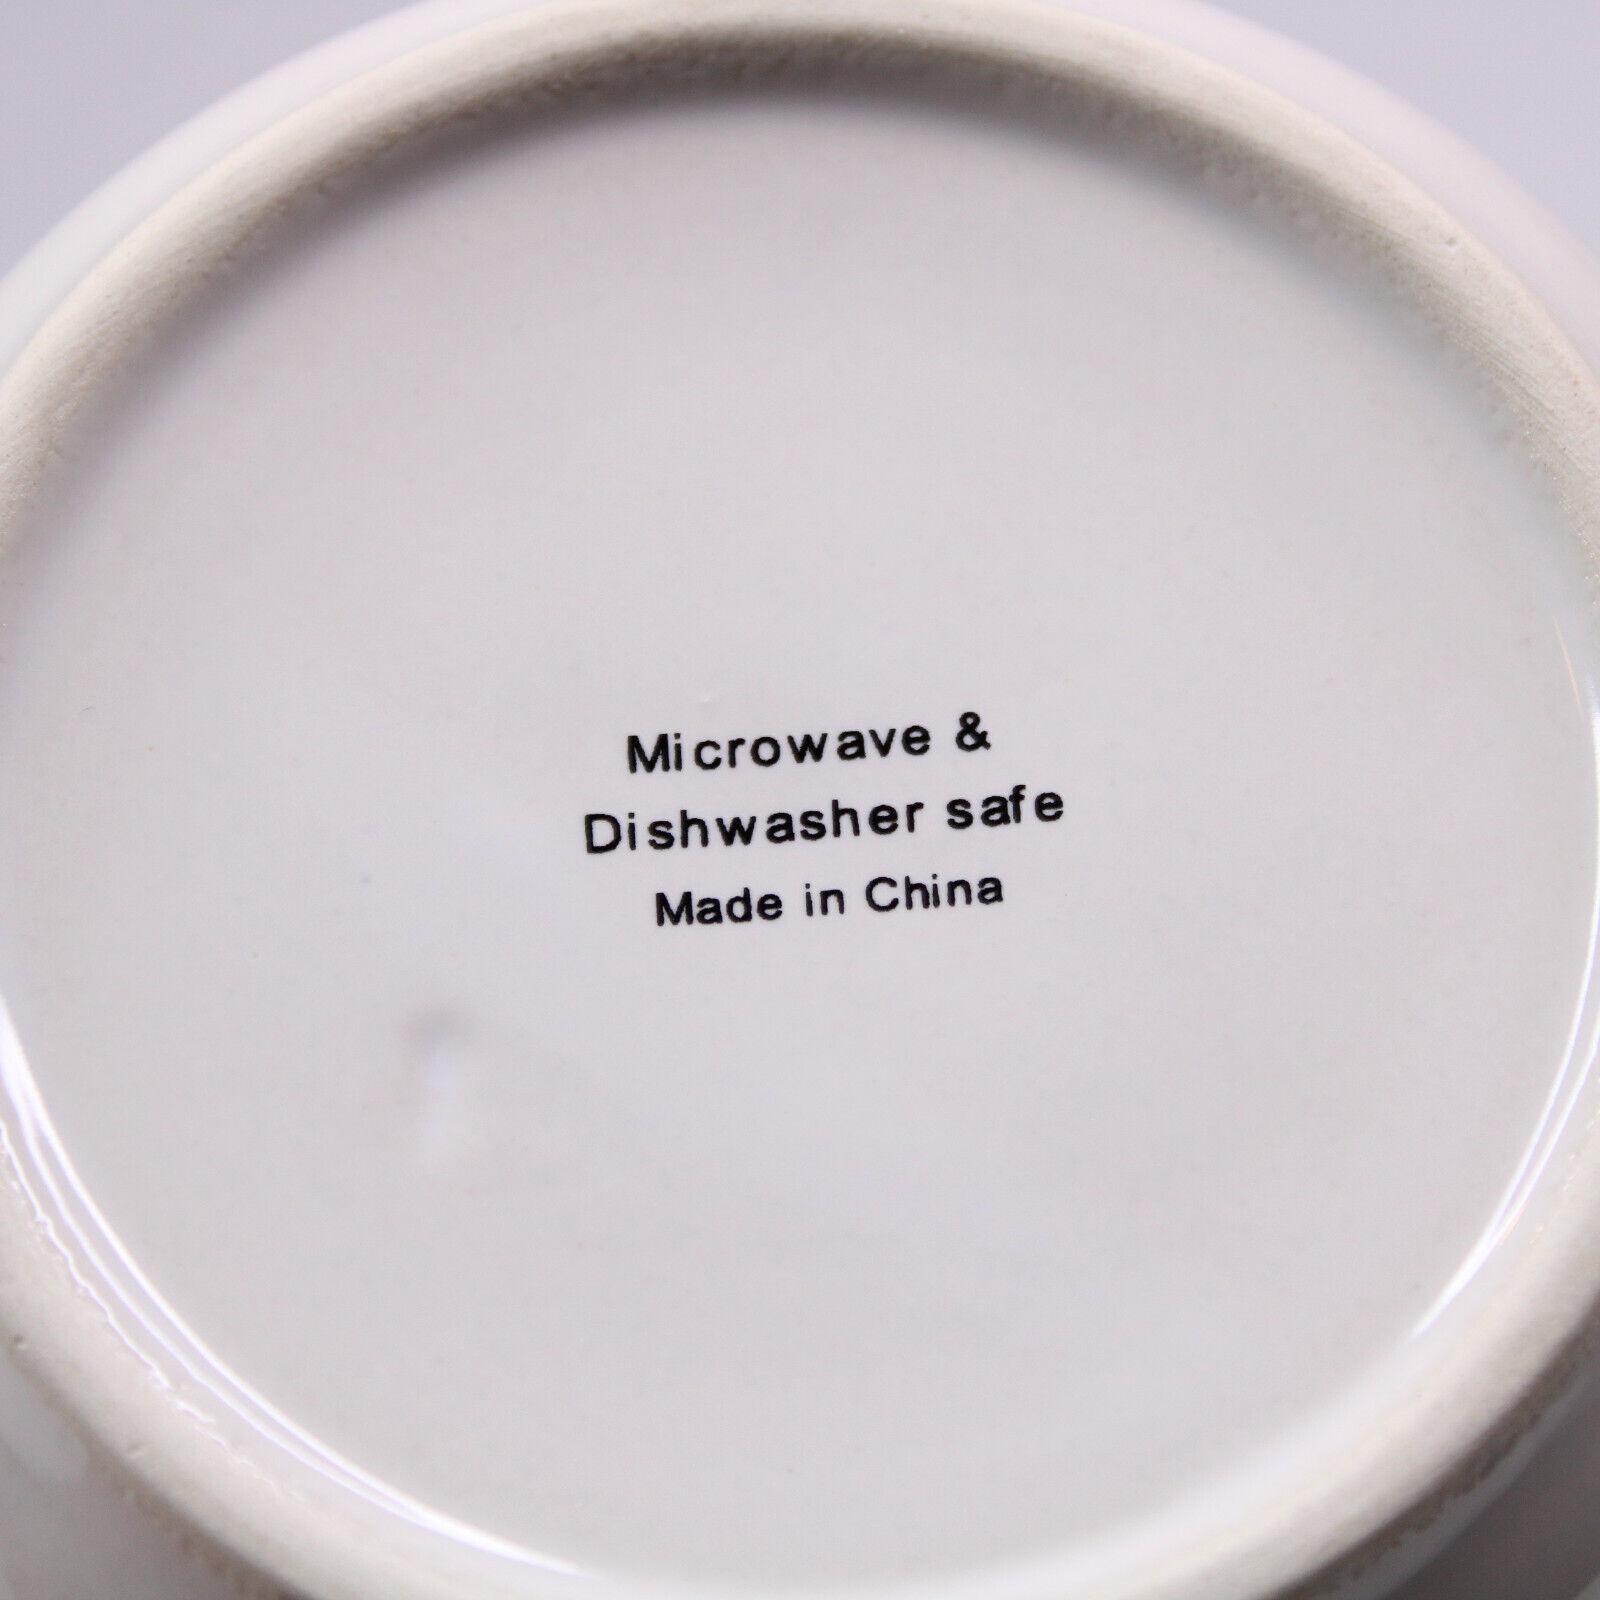 Microwave &
Dishwasher safe
Made in China